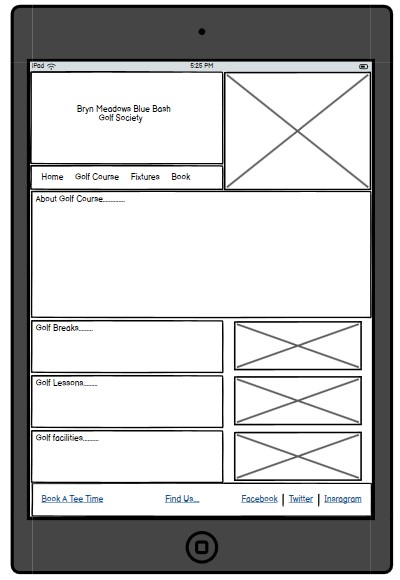 iPad 5:25 PM
Bryn Meadows Blue Bash
Golf Society
Home Golf Course Fixtures Book
About Golf Course............
Golf Breaks........
Golf Lessons........
Golf facilities.........
Book A Tee Time Find Us... Facebook | Twitter | Insragram